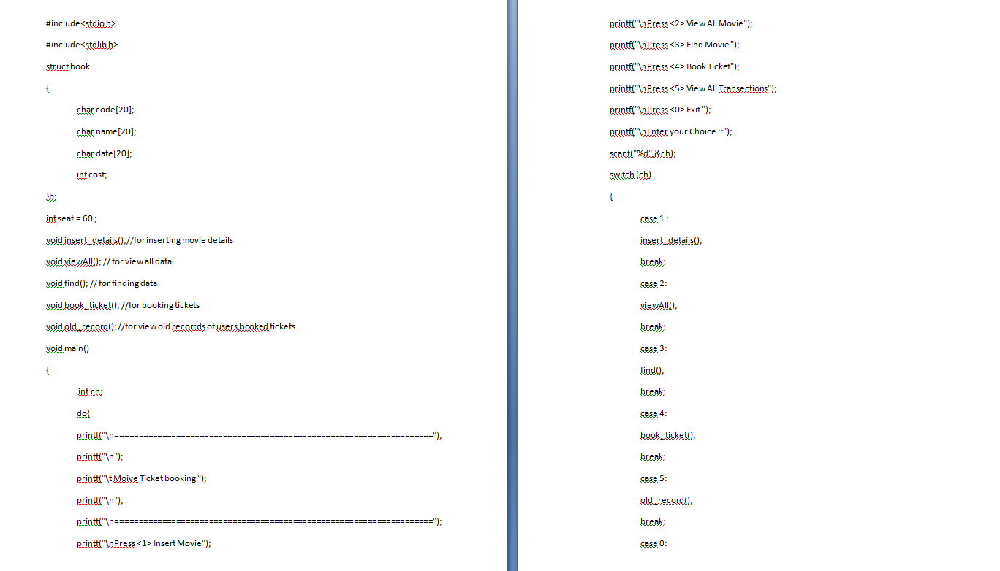 #include<stdio.h>
#include<stdlib.h>
struct book
{
char code[20];
char name[20];
char date[20];
int cost;
}b;
int seat = 60 ;
void insert_details();//for inserting movie details
void viewAll(); // for view all data
void find(); // for finding data
void book_ticket(); //for booking tickets
void old_record(); //for view old recorrds of users,booked tickets
void main()
{
int ch;
do{
printf("\n====================================================================");
printf("\n");
printf("\t Moive Ticket booking ");
printf("\n");
printf("\n====================================================================");
printf("\nPress <1> Insert Movie");
printf("\nPress <2> View All Movie");
printf("\nPress <3> Find Movie ");
printf("\nPress <4> Book Ticket");
printf("\nPress <5> View All Transections");
printf("\nPress <0> Exit ");
printf("\nEnter your Choice ::");
scanf("%d",&ch);
switch (ch)
{
case 1 :
insert_details();
break;
case 2:
viewAll();
break;
case 3:
find();
break;
case 4:
book_ticket();
break;
case 5:
old_record();
break;
case 0: